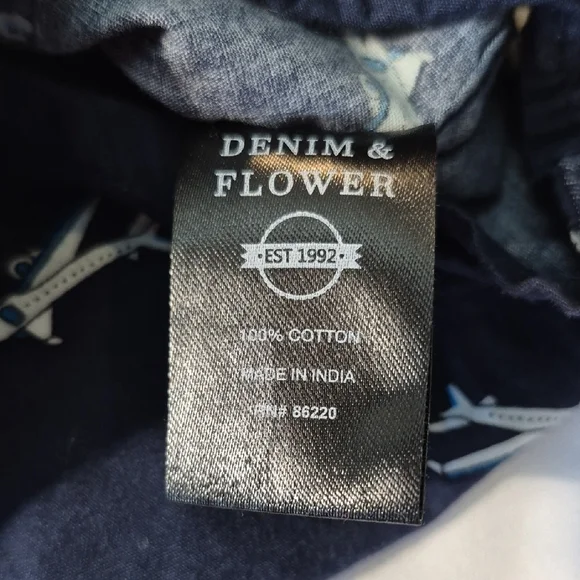 DENIM &
FLOWER
·EST 1992·
100% COTTON
MADE IN INDIA
RN# 86220